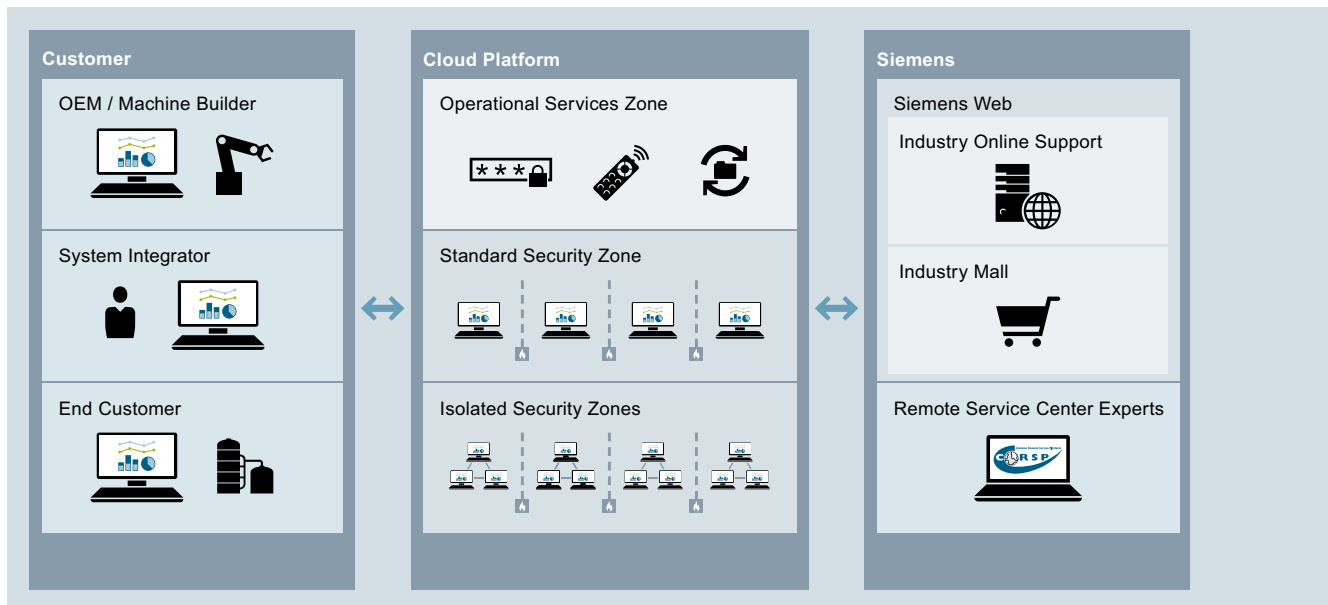 Customer
OEM / Machine Builder
System Integrator
End Customer
Cloud Platform
Operational Services Zone
***
Standard Security Zone
Isolated Security Zones
Siemens
Siemens Web
Industry Online Support
Industry Mall
Remote Service Center Experts
CRSP